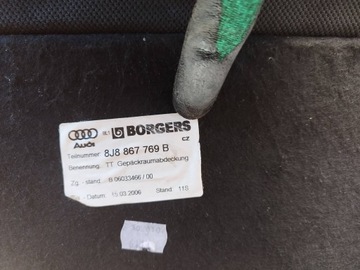 Audi BORGERS
CZ
Teilnummer: 8J8 867 769 B
Benennung: TT Gepäckraumabdeckung
Zg.-stand: B 06033466 / 00
15.03.2006 Stand: 115